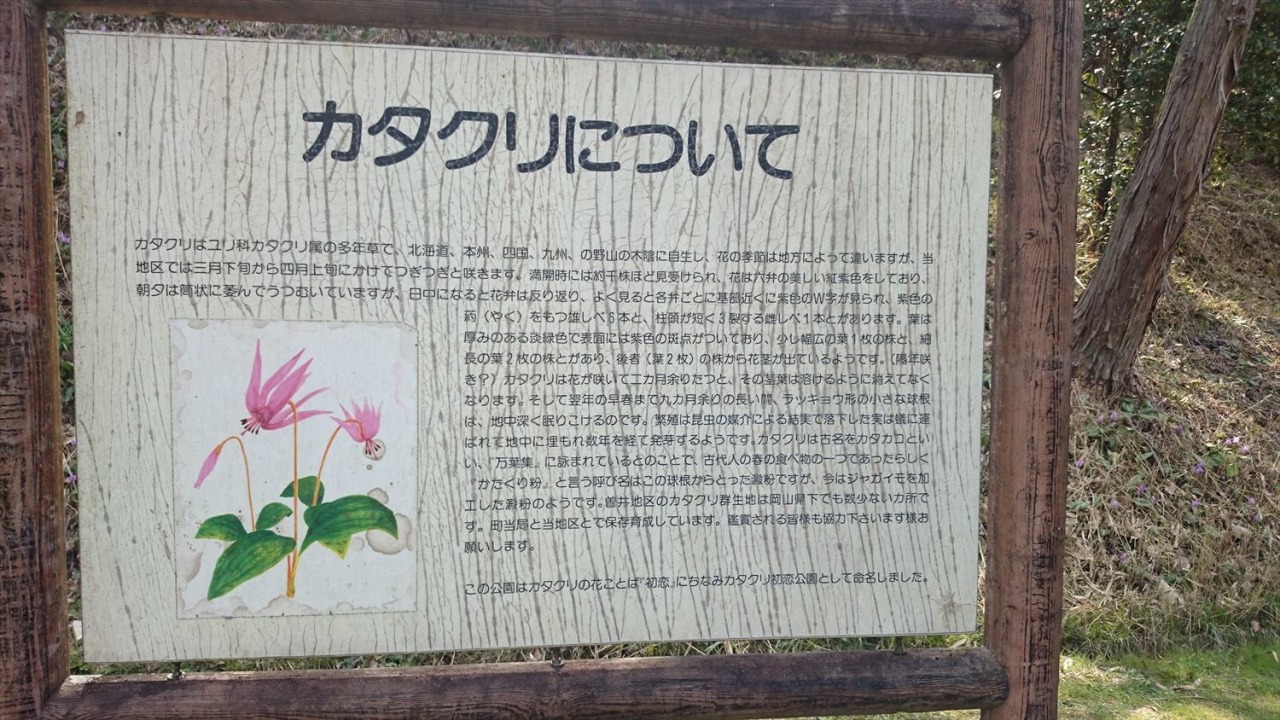 カタクリについて
カタクリはユリ科カタクリ属の多年草で、北海道、本州、四国、九州、の野山の木陰に自生し、花の季節は地方によって違いますが、当
地区では三月下旬から四月上旬にかけてつぎつぎと咲きます。満開時には約千株ほど見受けられ、花は六弁の美しい紅紫色をしており、
朝夕は筒状に萎んでうつむいていますが、日中になると花弁は反り返り、よく見ると各弁ごとに基部近くに紫色のW字が見られ、紫色の
葯（やく）をもつ雄しべ6本と、柱頭が短く3裂する雌しべ1本とがあります。葉は
厚みのある淡緑色で表面には紫色の斑点がついており、少し幅広の葉1枚の株と、細
長の葉2枚の株とがあり、後者（葉2枚）の株から花茎が出ているようです。（隔年咲
き?）カタクリは花が咲いて二カ月余りたつと、その茎葉は溶けるように消えてなく
なります。そして翌年の早春まで九カ月余りの長い間、ラッキョウ形の小さな球根
は、地中深く眠りこけるのです。繁殖は昆虫の媒介による結実で落下した実は蟻に運
ばれて地中に埋もれ数年を経て発芽するようです。カタクリは古名をカタカゴとい
い、『万葉集』に詠まれているとのことで、古代人の春の食べ物の一つであったらしく
“かたくり粉〟と言う呼び名はこの球根からとった澱粉ですが、今はジャガイモを加
工した澱粉のようです。曽井地区のカタクリ群生地は岡山県下でも数少ないカ所で
す。町当局と当地区とで保存育成しています。鑑賞される皆様も協力下さいます様お
願いします。
この公園はカタクリの花ことば『初恋』にちなみカタクリ初恋公園として命名しました。